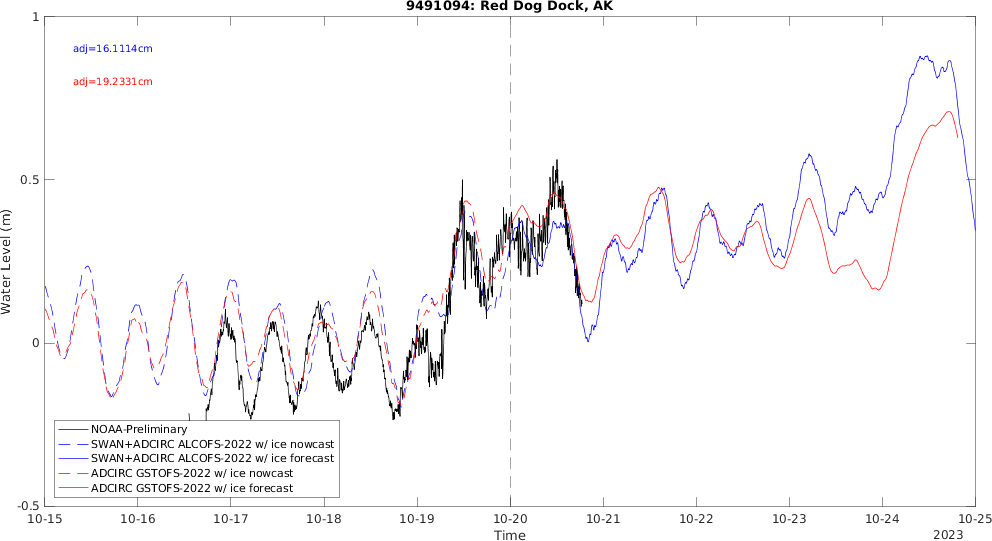 9491094: Red Dog Dock, AK
adj=16.1114cm
adj=19.2331cm
Water Level (m)
1
0.5
0
-0.5
NOAA-Preliminary
SWAN+ADCIRC ALCOFS-2022 w/ ice nowcast
SWAN+ADCIRC ALCOFS-2022 w/ ice forecast
ADCIRC GSTOFS-2022 w/ ice nowcast
ADCIRC GSTOFS-2022 w/ ice forecast
10-15 10-16 10-17 10-18 10-19 10-20 10-21 10-22 10-23 10-24 10-25
Time
2023